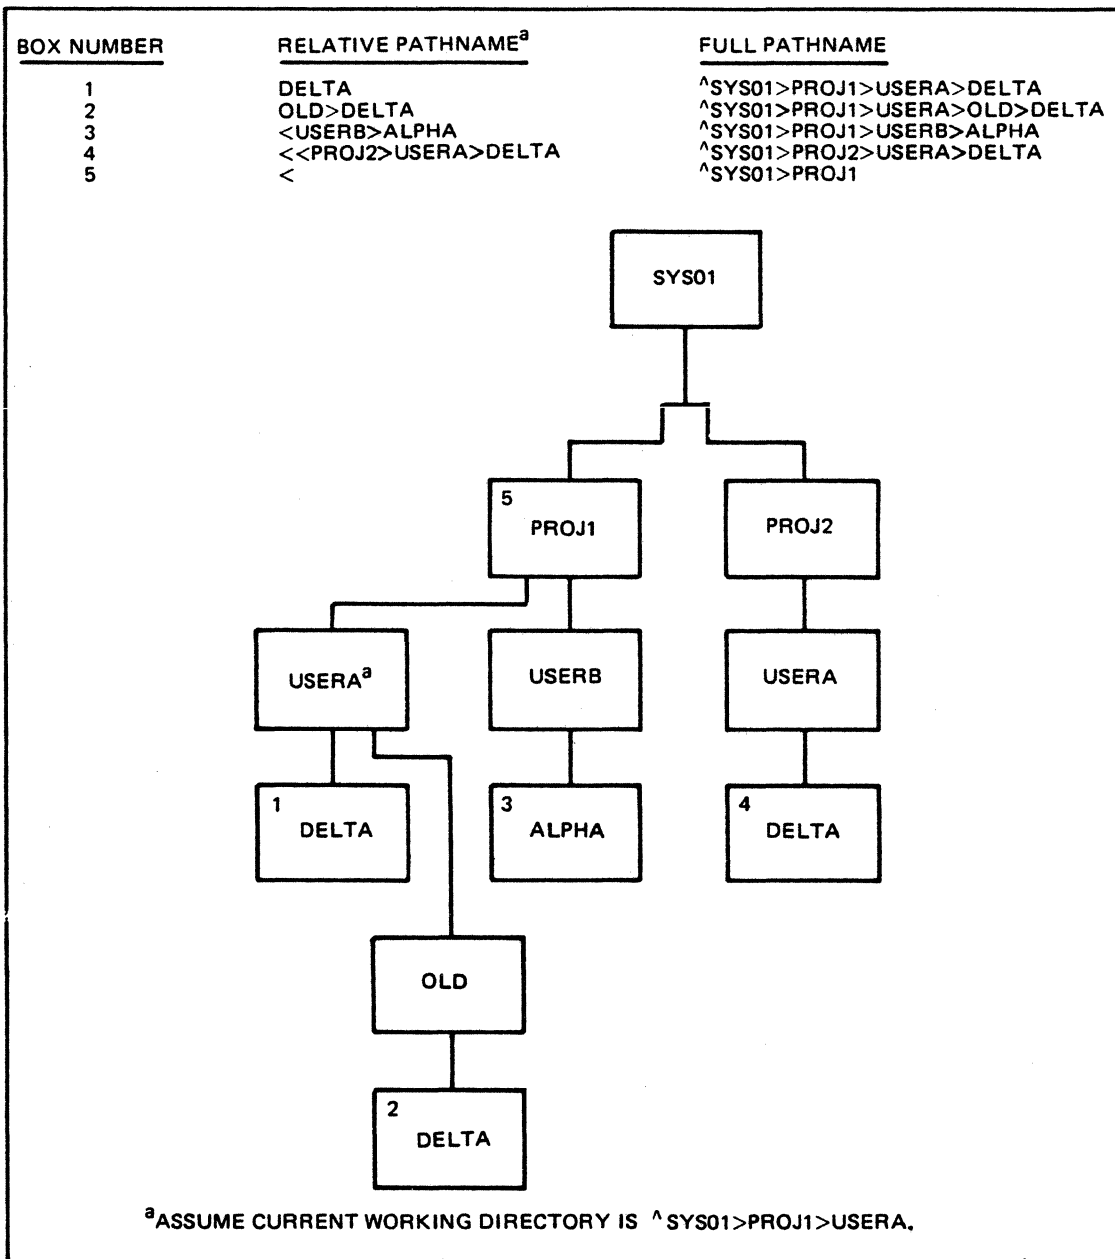 BOX NUMBER RELATIVE PATHNAMEa FULL PATHNAME
1 DELTA ^SYS01>PROJ1>USERA>DELTA
2 OLD>DELTA ^SYS01>PROJ1>USERA>OLD>DELTA
3 <USERB>ALPHA ^SYS01>PROJ1>USERB>ALPHA
4 <<PROJ2>USERA>DELTA ^SYS01>PROJ2>USERA>DELTA
5 < ^SYS01>PROJ1
SYS01
5
PROJ1
PROJ2
USERAa
USERB
USERA
1
DELTA
3
ALPHA
4
DELTA
OLD
2
DELTA
aASSUME CURRENT WORKING DIRECTORY IS ^SYS01>PROJ1>USERA.